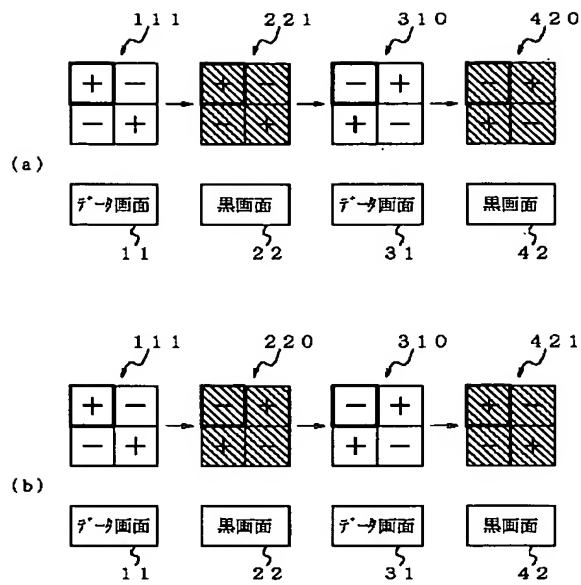 111 221 310 420
+ - + - - + - +
- + - + + - + -
(a)
データ画面 黒画面 データ画面 黒画面
11 22 31 42
111 220 310 421
+ - - + - + + -
- + + - + - - +
(b)
データ画面 黒画面 データ画面 黒画面
11 22 31 42